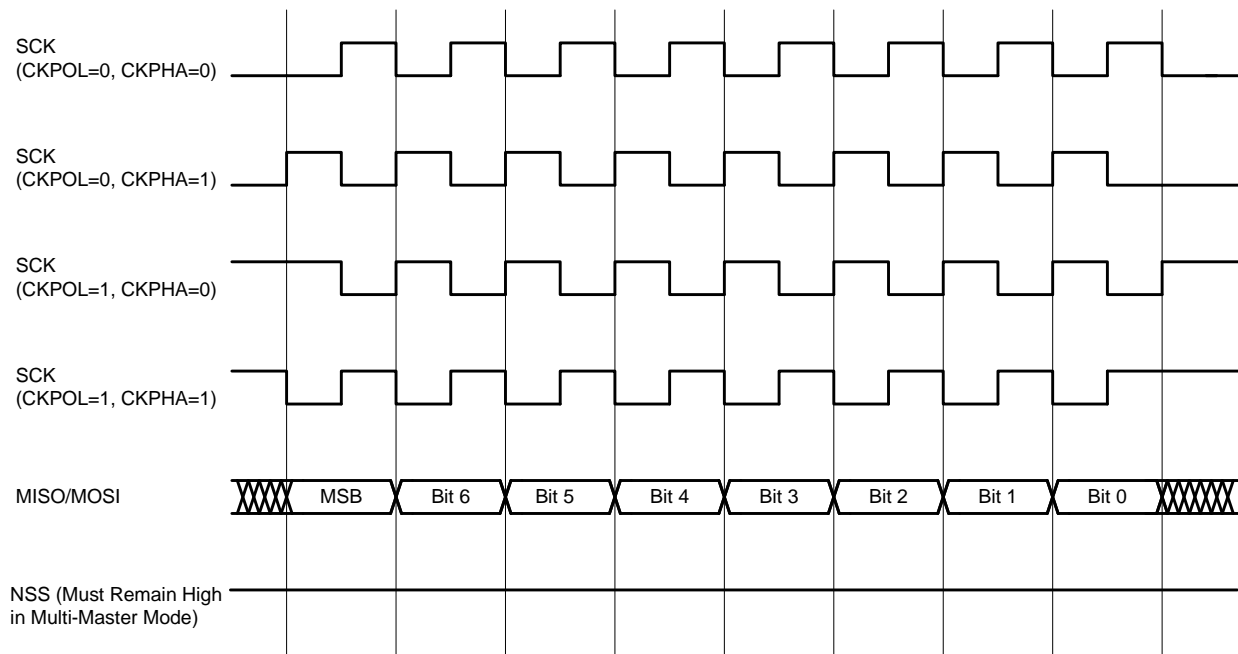 SCK
(CKPOL=0, CKPHA=0)
SCK
(CKPOL=0, CKPHA=1)
SCK
(CKPOL=1, CKPHA=0)
SCK
(CKPOL=1, CKPHA=1)
MISO/MOSI MSB Bit 6 Bit 5 Bit 4 Bit 3 Bit 2 Bit 1 Bit 0
NSS (Must Remain High
in Multi-Master Mode)